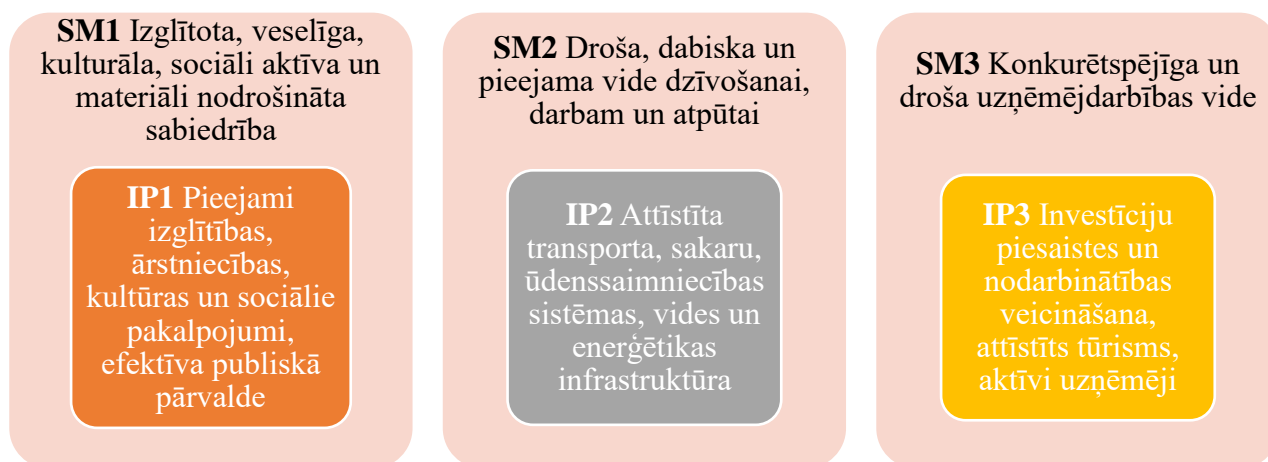 SM1 Izglītota, veselīga,
kulturāla, sociāli aktīva un
materiāli nodrošināta
sabiedrība
IP1 Pieejami
izglītības,
ārstniecības,
kultūras un sociālie
pakalpojumi,
efektīva publiskā
pārvalde
SM2 Droša, dabiska un
pieejama vide dzīvošanai,
darbam un atpūtai
IP2 Attīstīta
transporta, sakaru,
ūdenssaimniecības
sistēmas, vides un
enerģētikas
infrastruktūra
SM3 Konkurētspējīga un
droša uzņēmējdarbības vide
IP3 Investīciju
piesaistes un
nodarbinātības
veicināšana,
attīstīts tūrisms,
aktīvi uzņēmēji